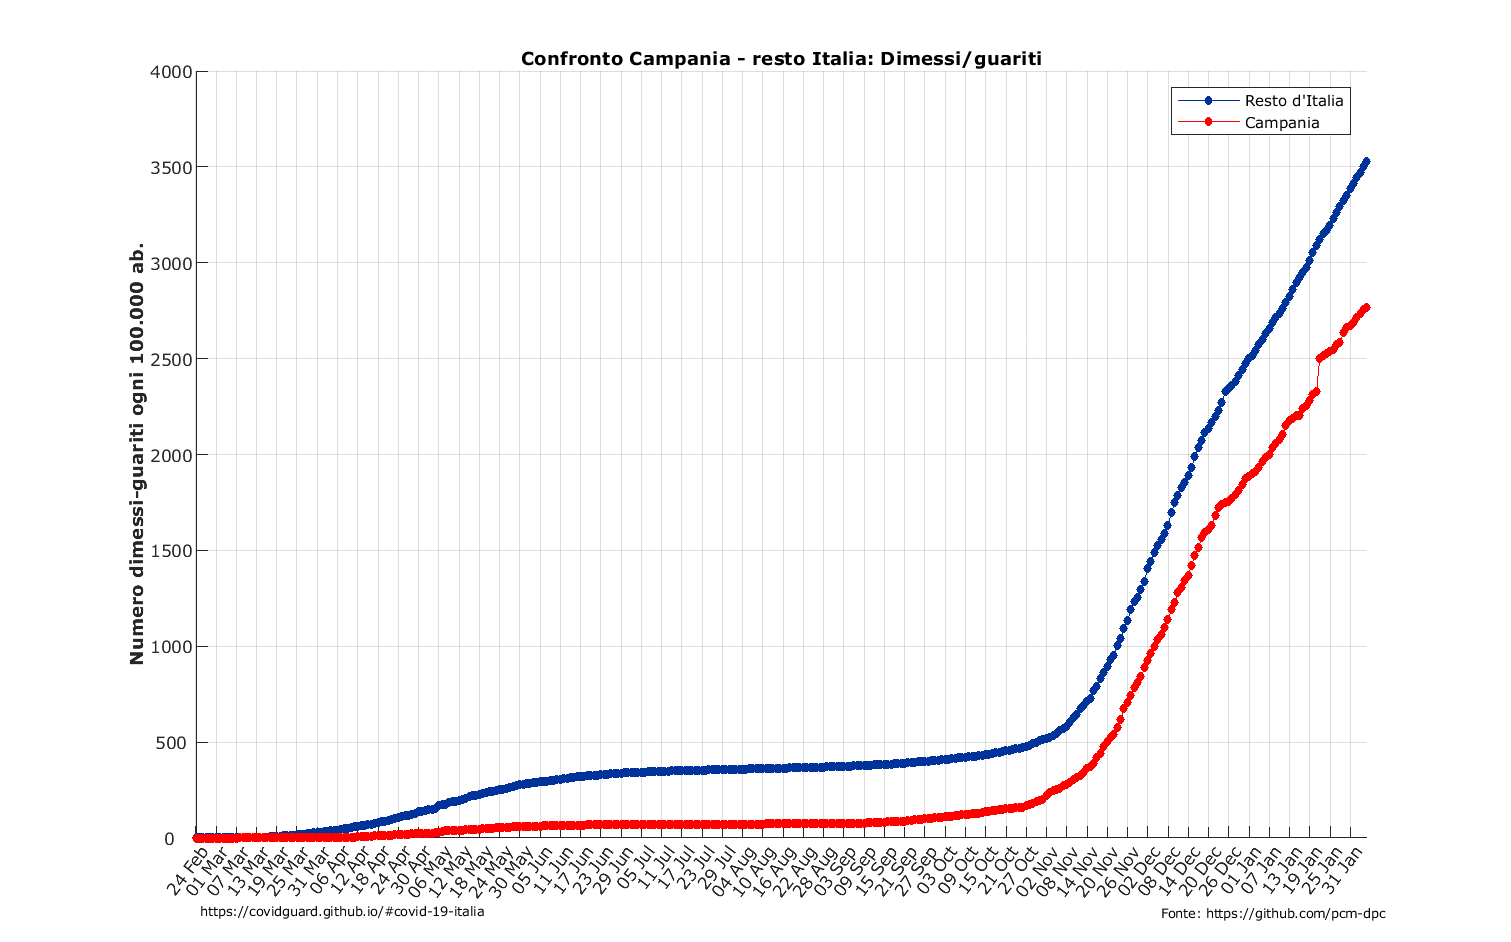 Confronto Campania - resto Italia: Dimessi/guariti
Resto d'Italia
Campania
Numero dimessi-guariti ogni 100.000 ab.
4000
3500
3000
2500
2000
1500
1000
500
0
24 Feb
01 Mar
07 Mar
13 Mar
19 Mar
25 Mar
31 Mar
06 Apr
12 Apr
18 Apr
24 Apr
30 Apr
06 May
12 May
18 May
24 May
30 May
05 Jun
11 Jun
17 Jun
23 Jun
29 Jun
05 Jul
11 Jul
17 Jul
23 Jul
29 Jul
04 Aug
10 Aug
16 Aug
22 Aug
28 Aug
03 Sep
09 Sep
15 Sep
21 Sep
27 Sep
03 Oct
09 Oct
15 Oct
21 Oct
27 Oct
02 Nov
08 Nov
14 Nov
20 Nov
26 Nov
02 Dec
08 Dec
14 Dec
20 Dec
26 Dec
01 Jan
07 Jan
13 Jan
19 Jan
25 Jan
31 Jan
https://covidguard.github.io/#covid-19-italia
Fonte: https://github.com/pcm-dpc